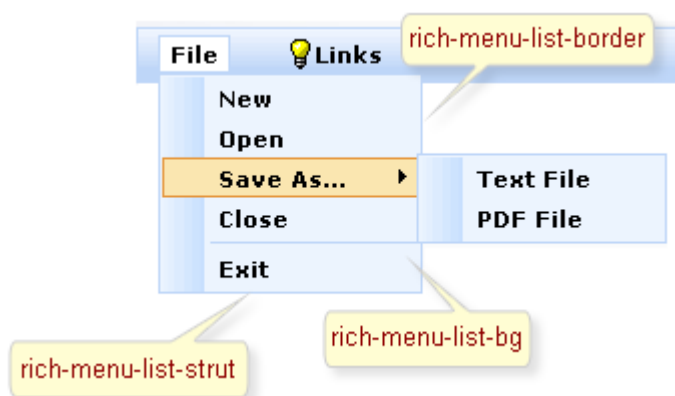 File Links rich-menu-list-border
New
Open
Save As...
Text File
Close
PDF File
Exit
rich-menu-list-bg
rich-menu-list-strut